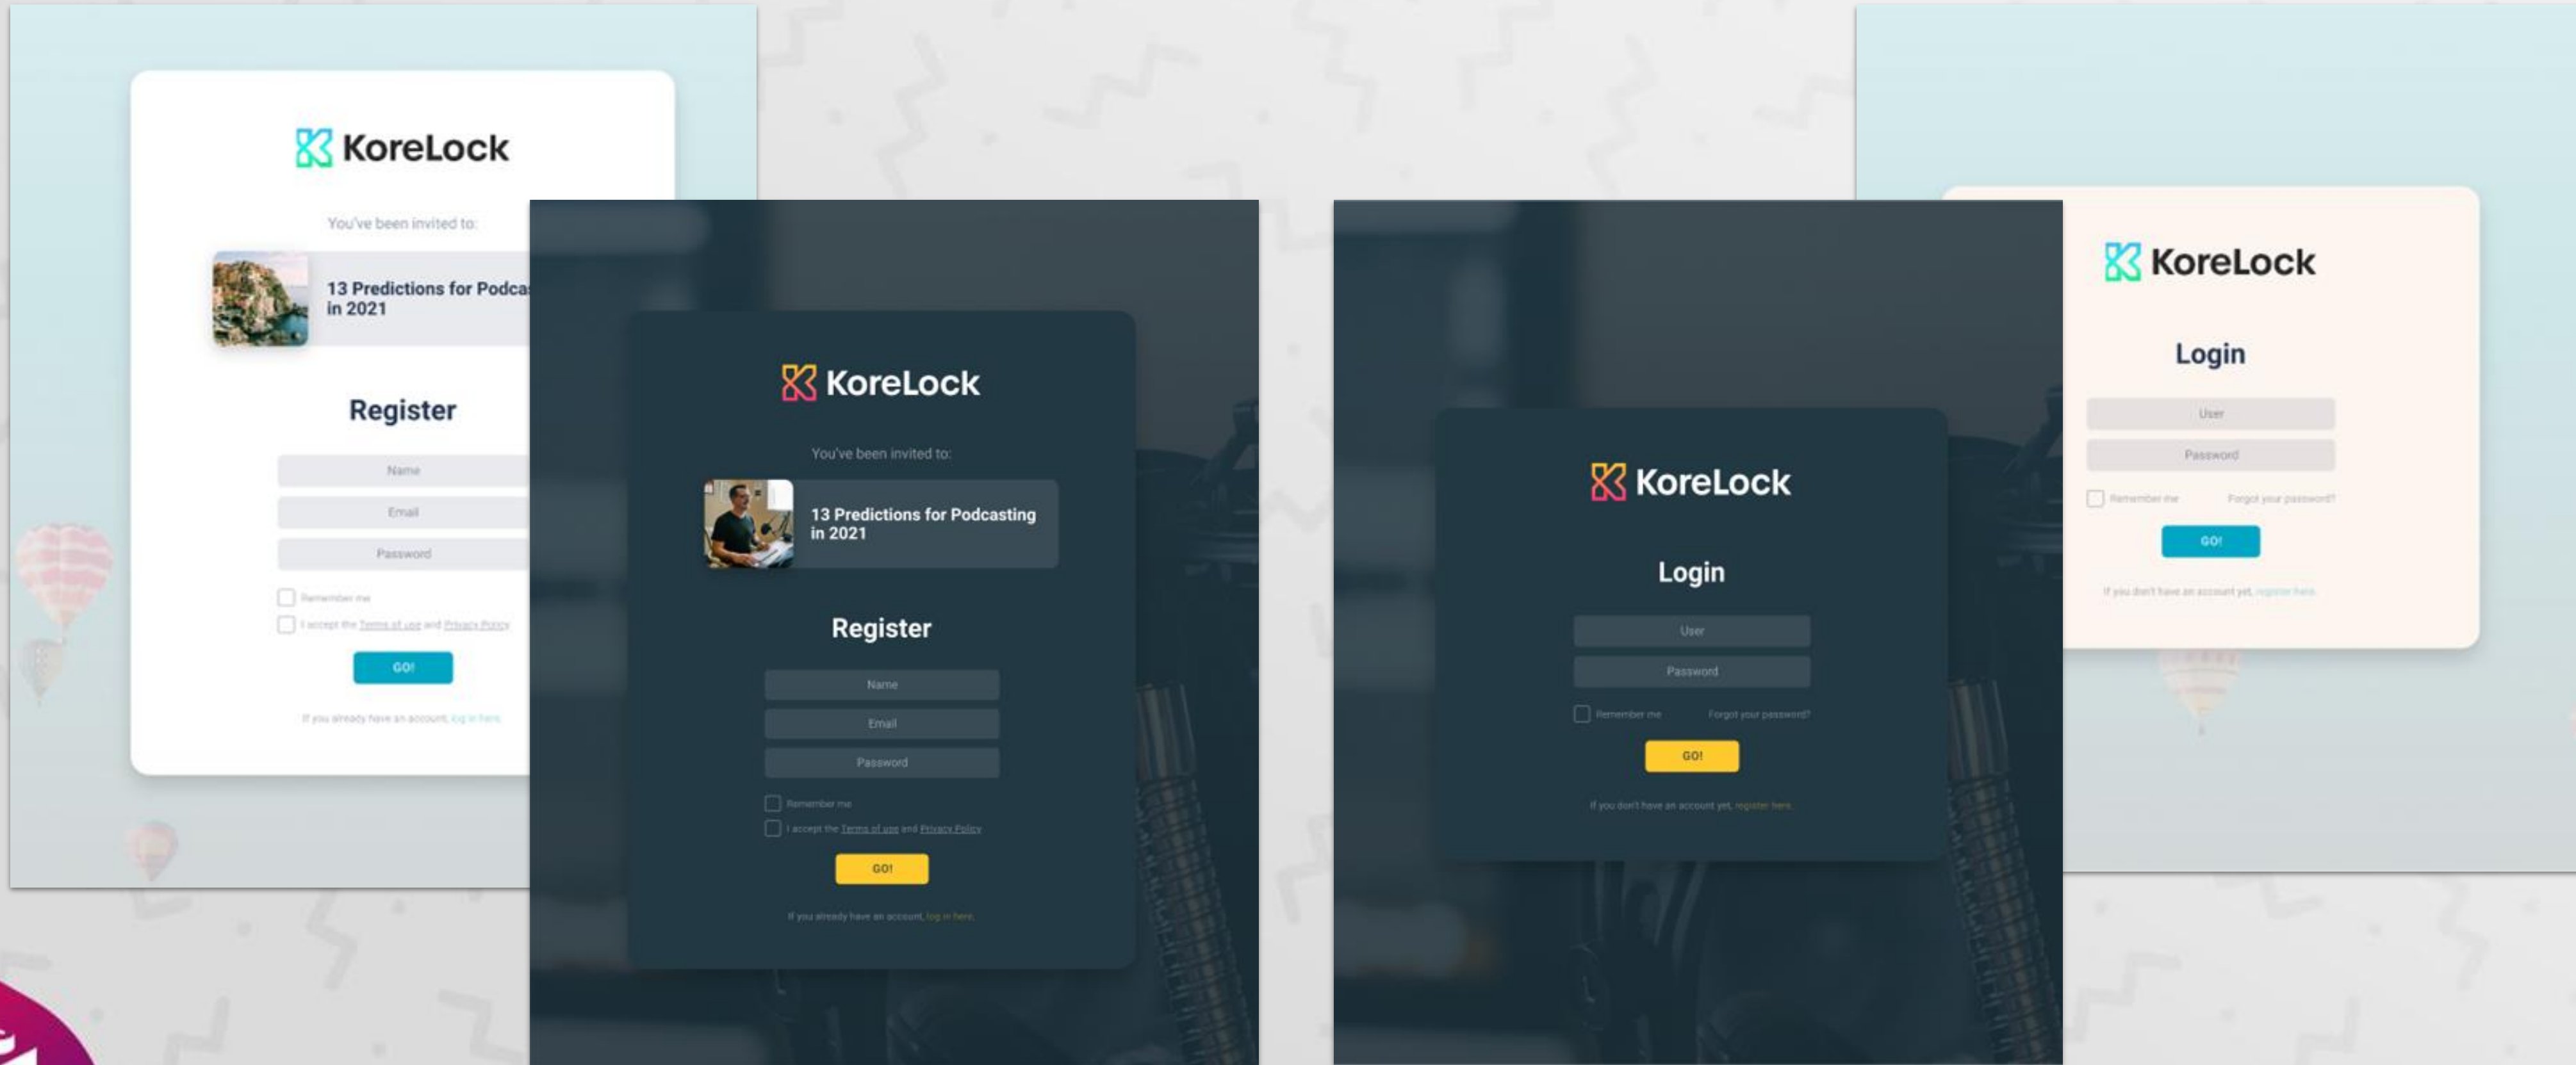 KoreLock
You've been invited to:
13 Predictions for Podca
in 2021
Register
Name
Email
Password
Remember me
I accept the Terms of use and Privacy Policy
GO!
If you already have an account, log in here.
KoreLock
You've been invited to:
13 Predictions for Podcasting
in 2021
Register
Name
Email
Password
Remember me
I accept the Terms of use and Privacy Policy
GO!
If you already have an account, log in here.
KoreLock
Login
User
Password
Remember me Forgot your password?
GO!
If you don't have an account yet, register here.
KoreLock
Login
User
Password
Remember me Forgot your password?
GO!
If you don't have an account yet, register here.